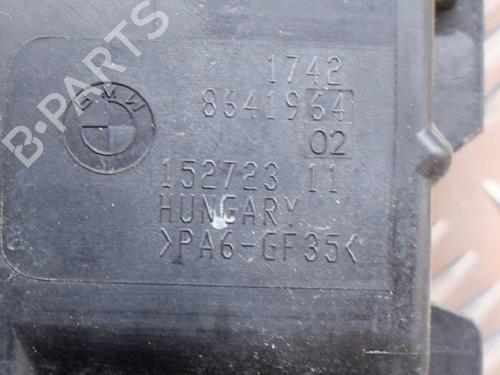 B-PARTS
BMW
1742
8641964
02
152723 11
HUNGARY
>PA6-GF35<